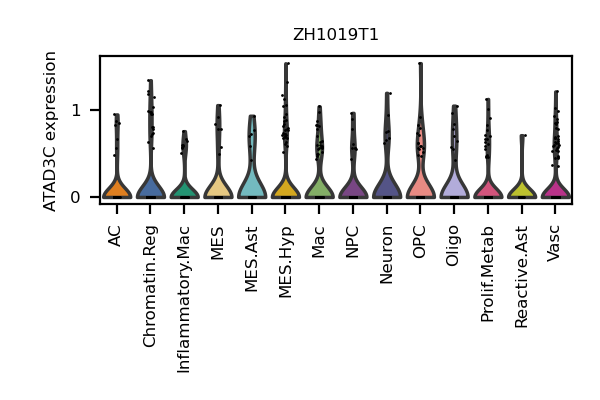 ZH1019T1
ATAD3C expression
1
0
AC
Chromatin.Reg
Inflammatory.Mac
MES
MES.Ast
MES.Hyp
Mac
NPC
Neuron
OPC
Oligo
Prolif.Metab
Reactive.Ast
Vasc